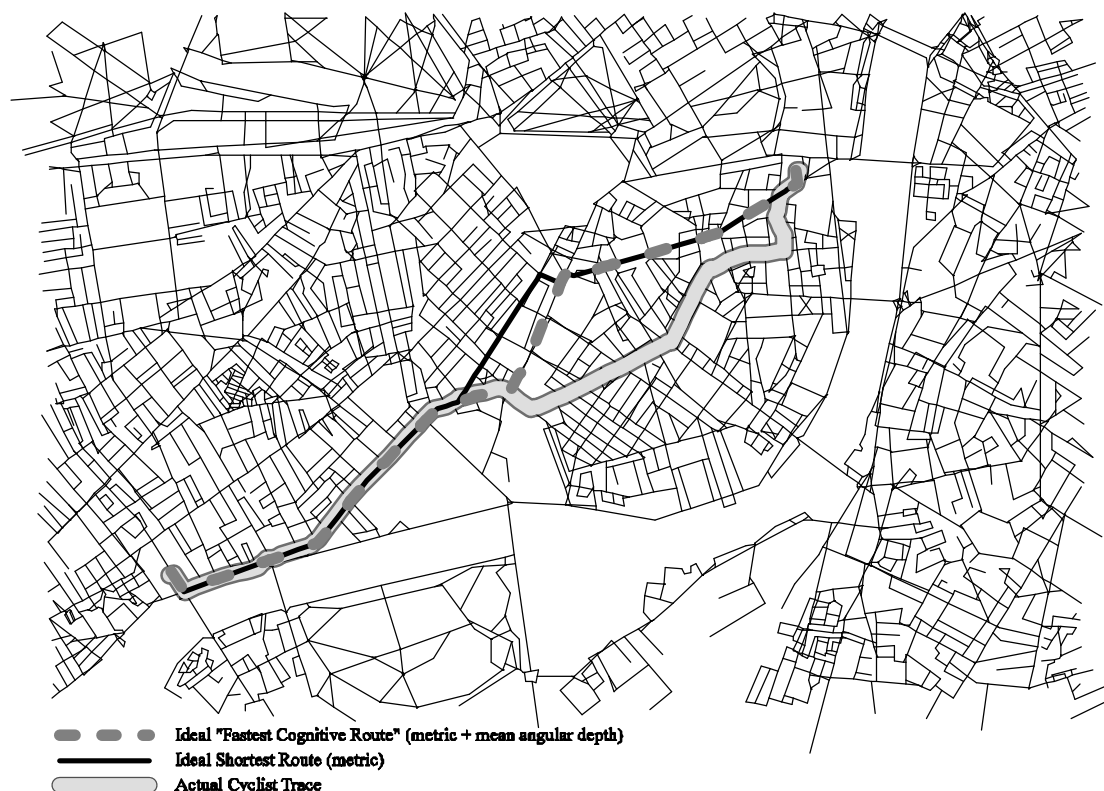 Ideal "Fastest Cognitive Route" (metric + mean angular depth)
Ideal Shortest Route (metric)
Actual Cyclist Trace